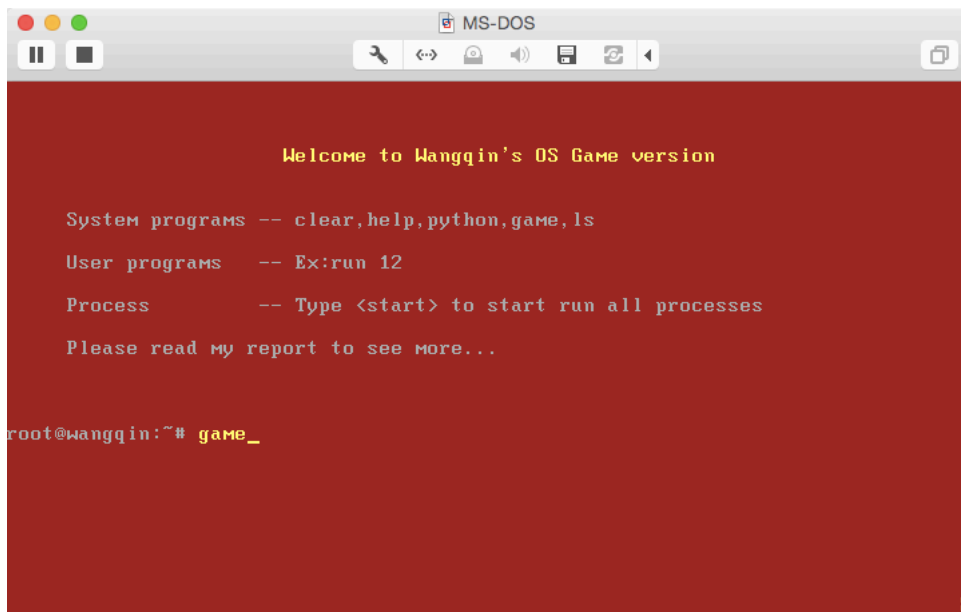 MS-DOS
Welcome to Wangqin's OS Game version
System programs -- clear,help,python,game,ls
User programs -- Ex:run 12
Process -- Type <start> to start run all processes
Please read my report to see more...
root@wangqin:~# game_